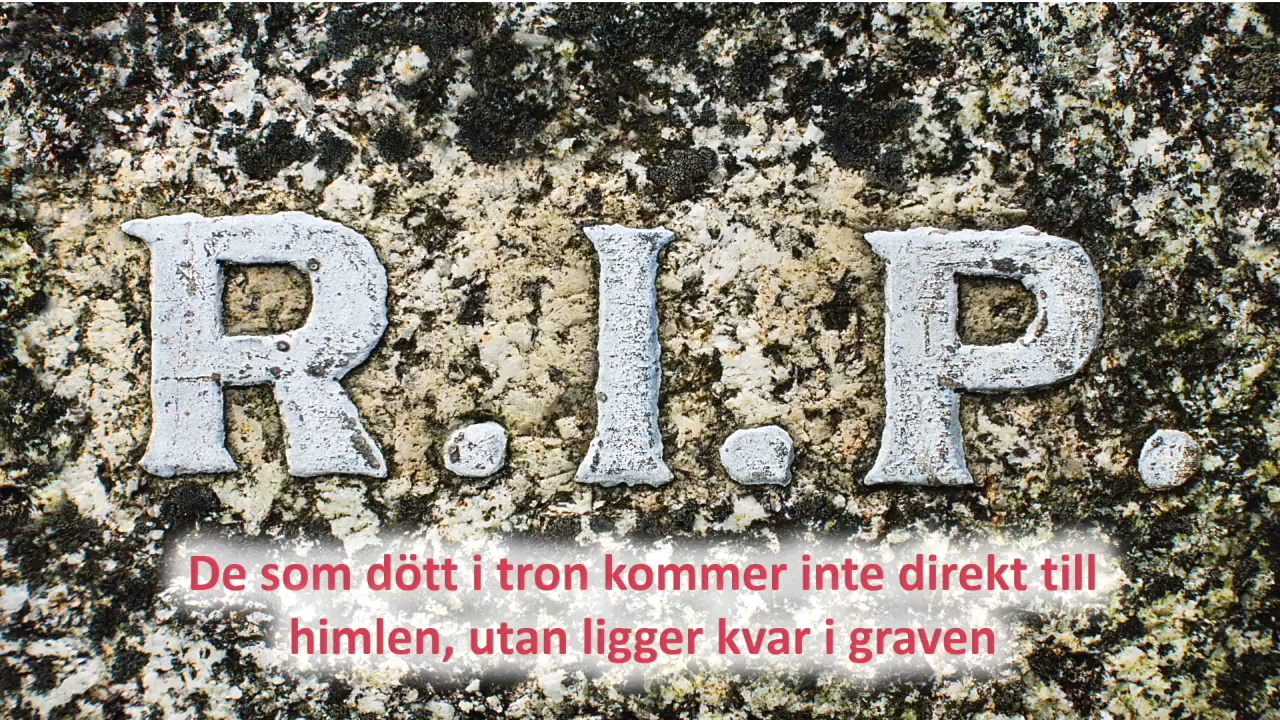 R.I.P.
De som dött i tron kommer inte direkt till
himlen, utan ligger kvar i graven